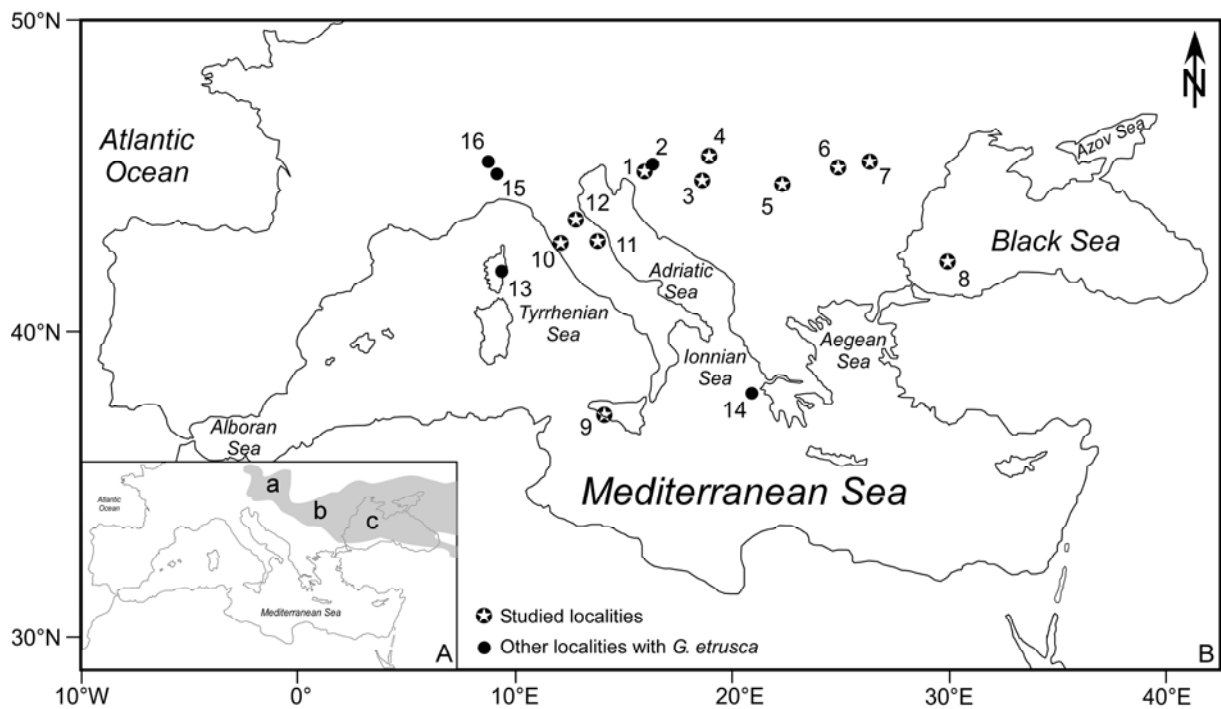 50°N
N
Azov Sea
Atlantic
Ocean
16
15
1
2
4
3
5
6
7
12
10
11
Adriatic
Sea
Black Sea
8
13
Tyrrhenian
Sea
40°N
Ionnian
Sea
Aegean
Sea
14
9
Alboran
Sea
Mediterranean Sea
a
b
c
Atlantic
Ocean
Mediterranean Sea
A
Studied localities
Other localities with G. etrusca
B
30°N
10°W
0°
10°E
20°E
30°E
40°E